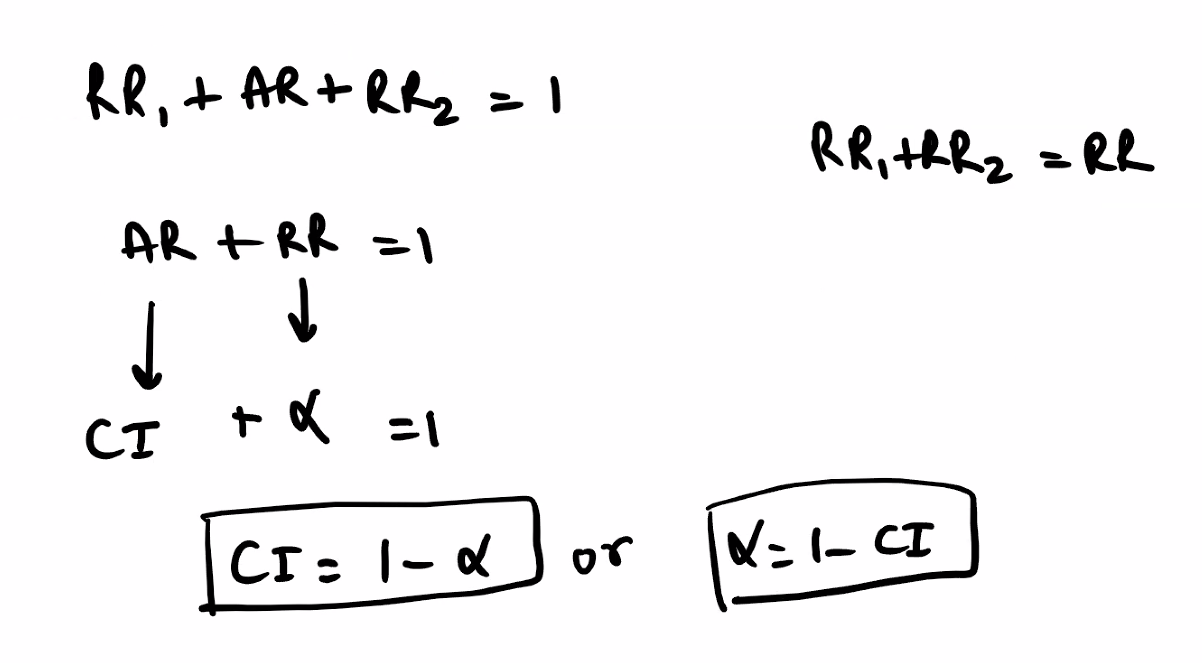 RR₁ + AR + RR₂ = 1
RR₁ + RR₂ = RR
AR + RR = 1
↓ ↓
CI + α = 1
CI = 1 - α or α = 1 - CI